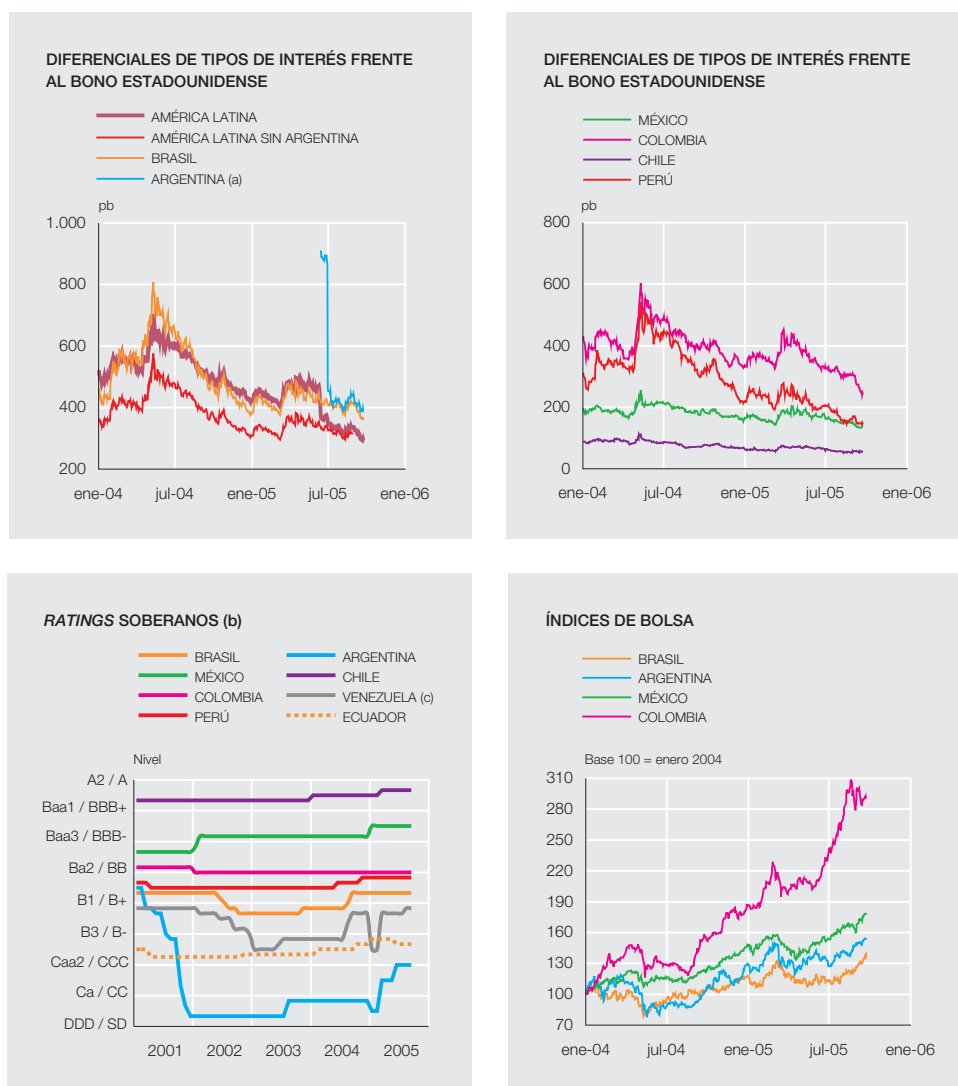 DIFERENCIALES DE TIPOS DE INTERÉS FRENTE
AL BONO ESTADOUNIDENSE
AMÉRICA LATINA
AMÉRICA LATINA SIN ARGENTINA
BRASIL
ARGENTINA (a)
pb
1.000
800
600
400
200
ene-04 jul-04 ene-05 jul-05 ene-06
DIFERENCIALES DE TIPOS DE INTERÉS FRENTE
AL BONO ESTADOUNIDENSE
MÉXICO
COLOMBIA
CHILE
PERÚ
pb
800
600
400
200
0
ene-04 jul-04 ene-05 jul-05 ene-06
RATINGS SOBERANOS (b)
BRASIL
MÉXICO
COLOMBIA
PERÚ
ARGENTINA
CHILE
VENEZUELA (c)
ECUADOR
Nivel
A2 / A
Baa1 / BBB+
Baa3 / BBB-
Ba2 / BB
B1 / B+
B3 / B-
Caa2 / CCC
Ca / CC
DDD / SD
2001 2002 2003 2004 2005
ÍNDICES DE BOLSA
BRASIL
ARGENTINA
MÉXICO
COLOMBIA
Base 100 = enero 2004
310
280
250
220
190
160
130
100
70
ene-04 jul-04 ene-05 jul-05 ene-06